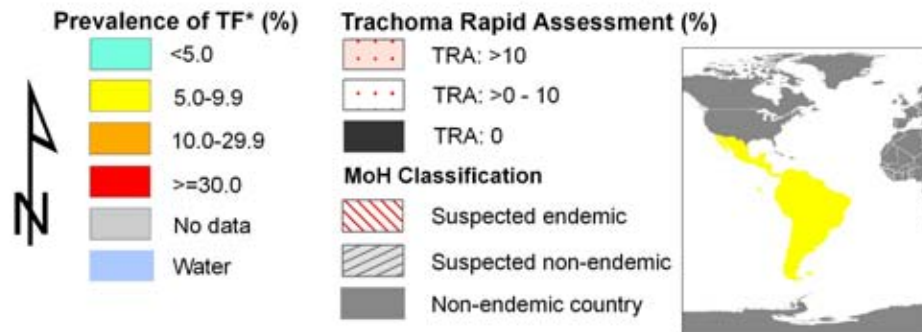 Prevalence of TF* (%)
<5.0
5.0-9.9
10.0-29.9
>=30.0
No data
Water
N
Trachoma Rapid Assessment (%)
TRA: >10
TRA: >0 - 10
TRA: 0
MoH Classification
Suspected endemic
Suspected non-endemic
Non-endemic country